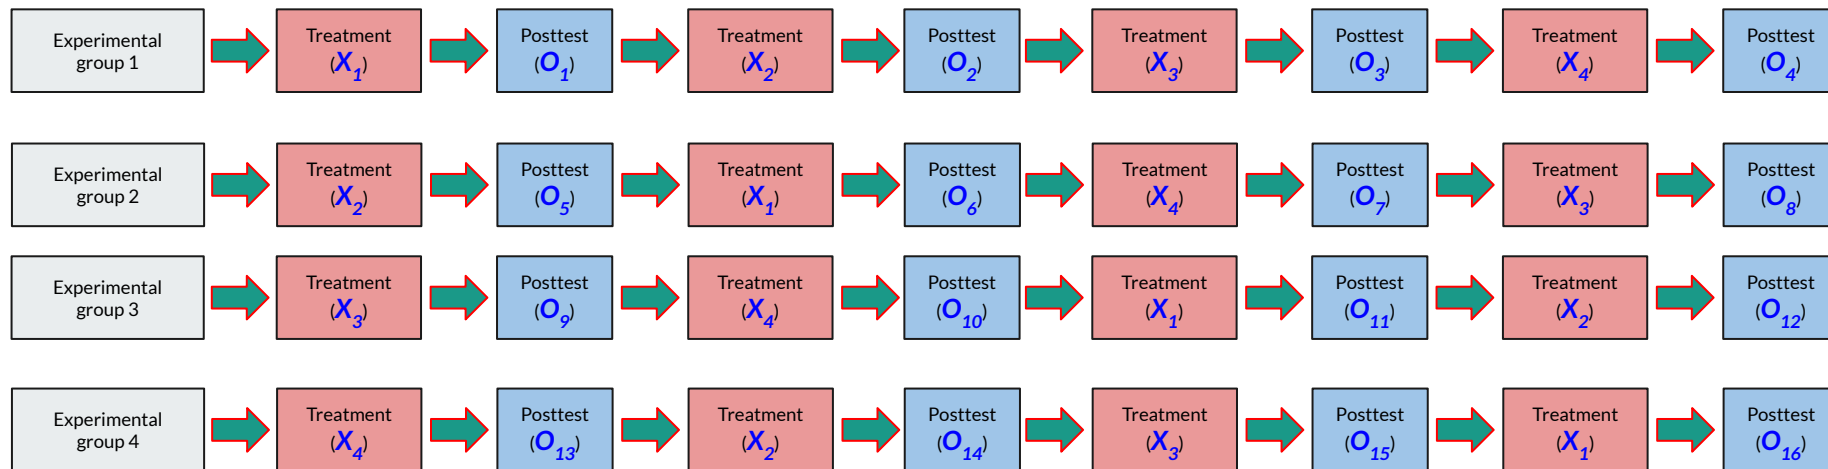 Experimental group 1 Treatment (X1) Posttest (O1) Treatment (X2) Posttest (O2) Treatment (X3) Posttest (O3) Treatment (X4) Posttest (O4)
Experimental group 2 Treatment (X2) Posttest (O5) Treatment (X1) Posttest (O6) Treatment (X4) Posttest (O7) Treatment (X3) Posttest (O8)
Experimental group 3 Treatment (X3) Posttest (O9) Treatment (X4) Posttest (O10) Treatment (X1) Posttest (O11) Treatment (X2) Posttest (O12)
Experimental group 4 Treatment (X4) Posttest (O13) Treatment (X2) Posttest (O14) Treatment (X3) Posttest (O15) Treatment (X1) Posttest (O16)